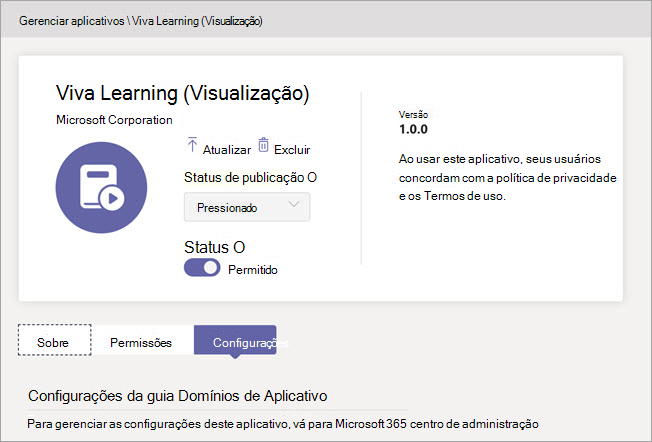 Gerenciar aplicativos \ Viva Learning (Visualização)
Viva Learning (Visualização)
Microsoft Corporation
Atualizar Excluir
Status de publicação O
Pressionado
Status O
Permitido
Versão
1.0.0
Ao usar este aplicativo, seus usuários
concordam com a política de privacidade
e os Termos de uso.
Sobre Permissões Configurações
Configurações da guia Domínios de Aplicativo
Para gerenciar as configurações deste aplicativo, vá para Microsoft 365 centro de administração